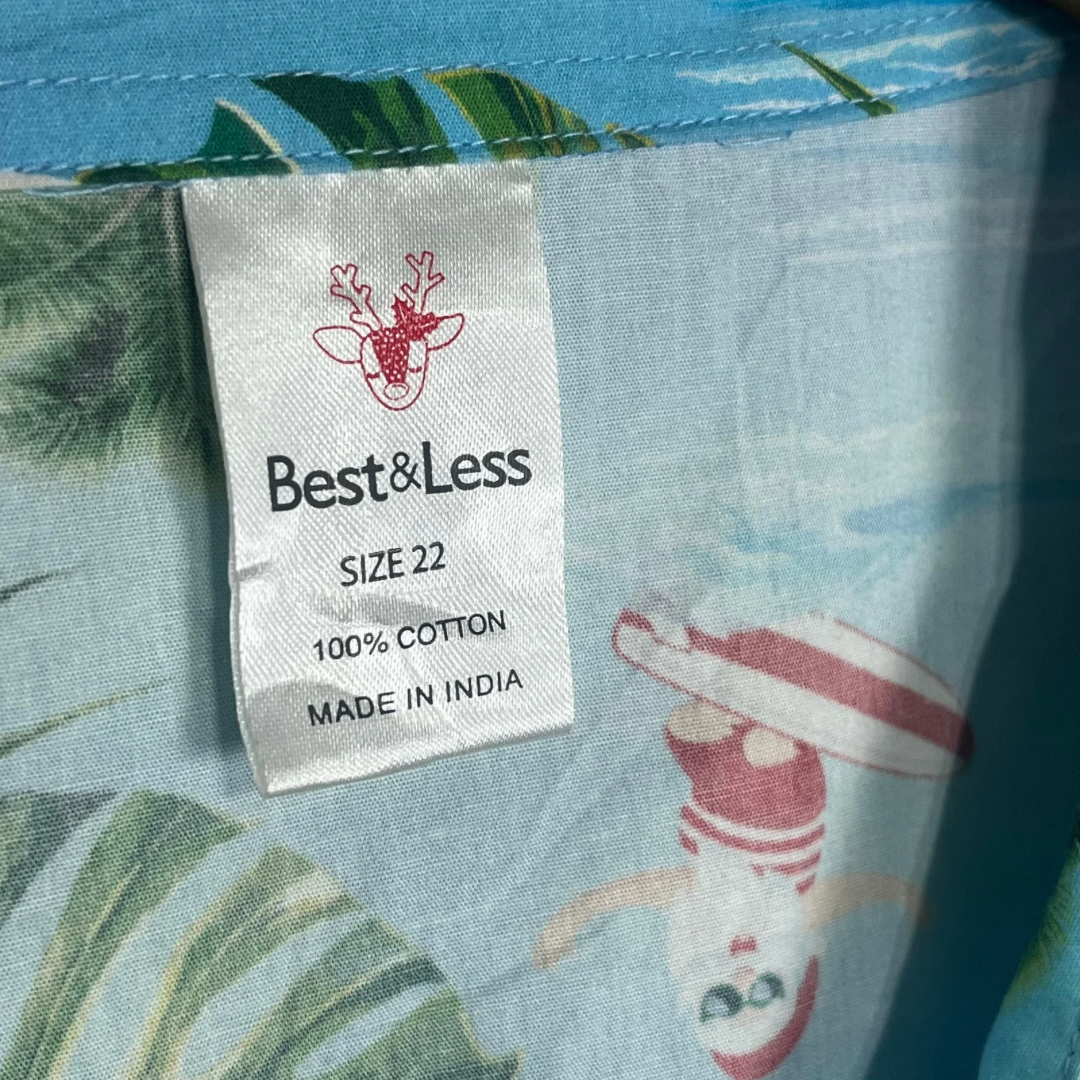 Best&Less
SIZE 22
100% COTTON
MADE IN INDIA